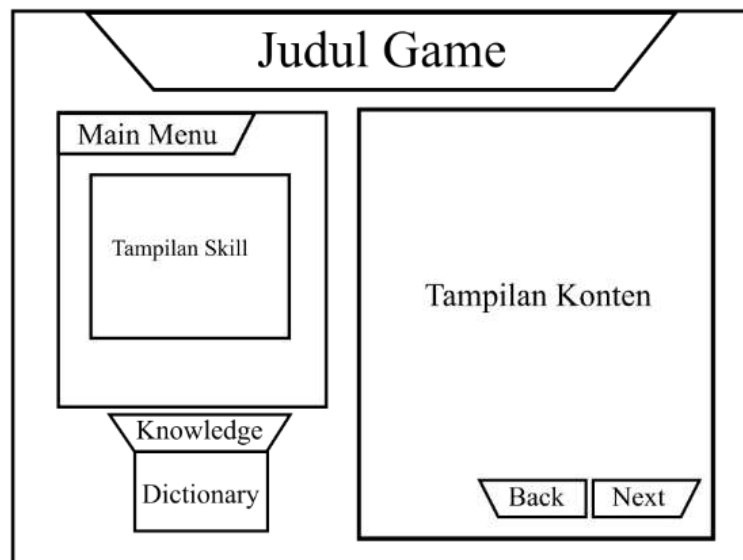 Judul Game
Main Menu
Tampilan Skill
Tampilan Konten
Knowledge
Dictionary
Back
Next